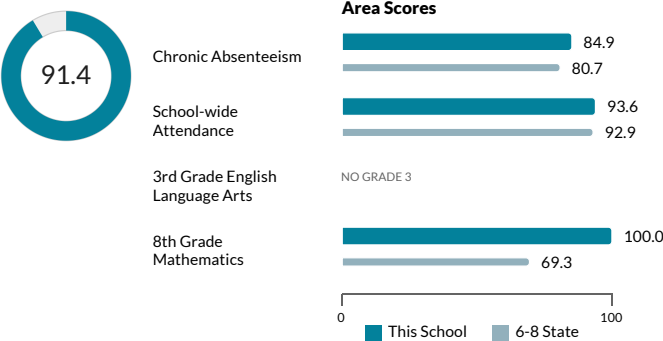 Area Scores
91.4
Chronic Absenteeism
84.9
80.7
School-wide
Attendance
93.6
92.9
3rd Grade English
Language Arts
NO GRADE 3
8th Grade
Mathematics
100.0
69.3
0
100
This School
6-8 State